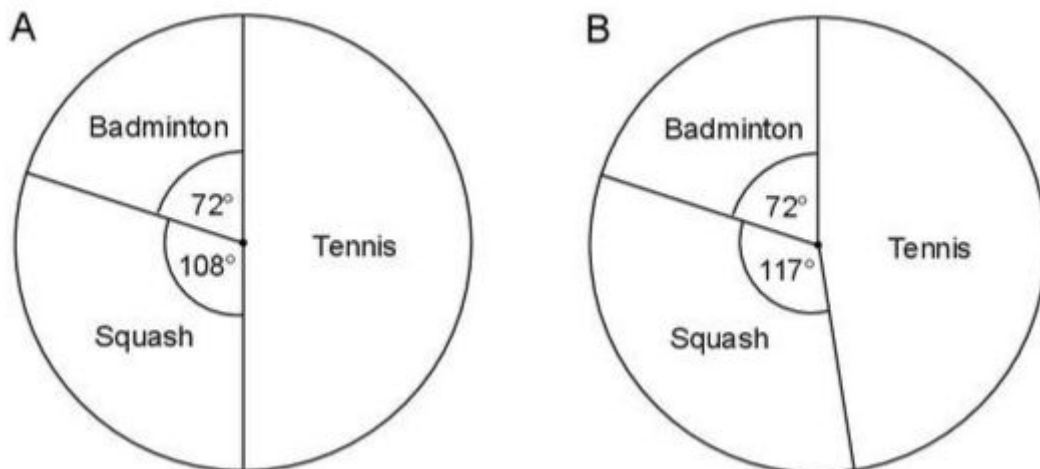 A
Badminton
72°
108°
Tennis
Squash
B
Badminton
72°
117°
Tennis
Squash